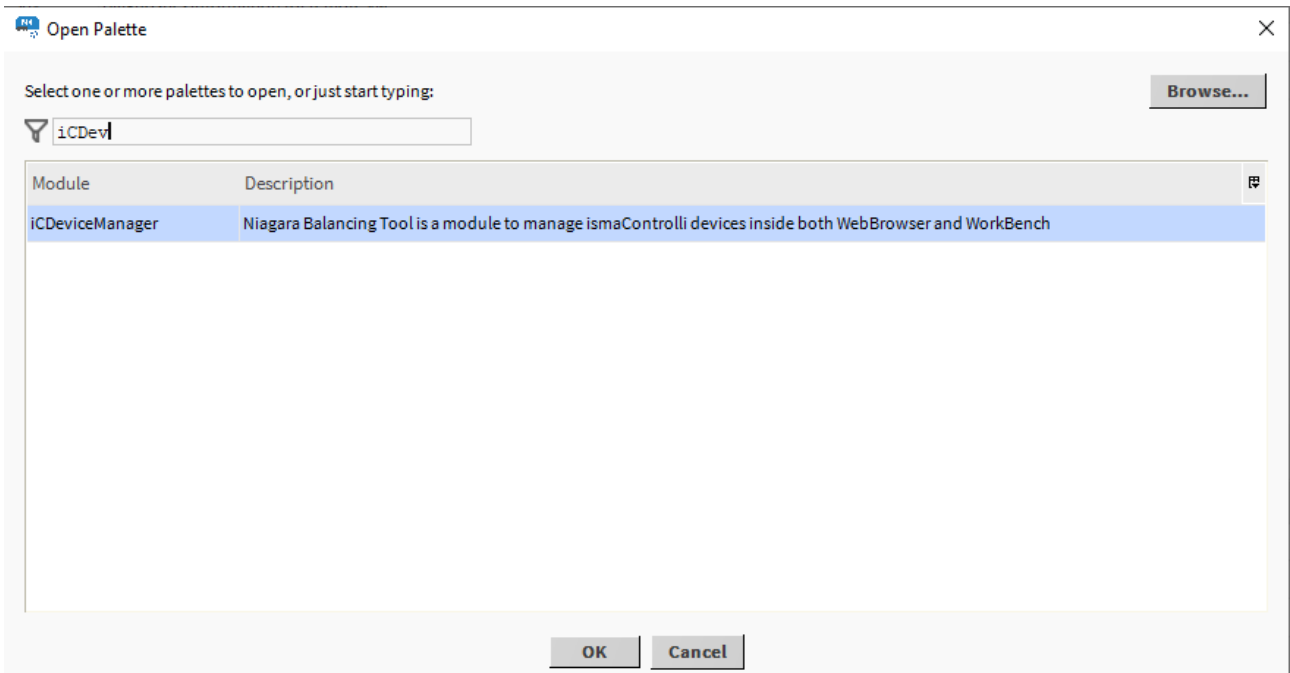 N4
Open Palette
Select one or more palettes to open, or just start typing:
Browse...
iCDev
Module Description
iCDeviceManager Niagara Balancing Tool is a module to manage ismaControlli devices inside both WebBrowser and WorkBench
OK Cancel